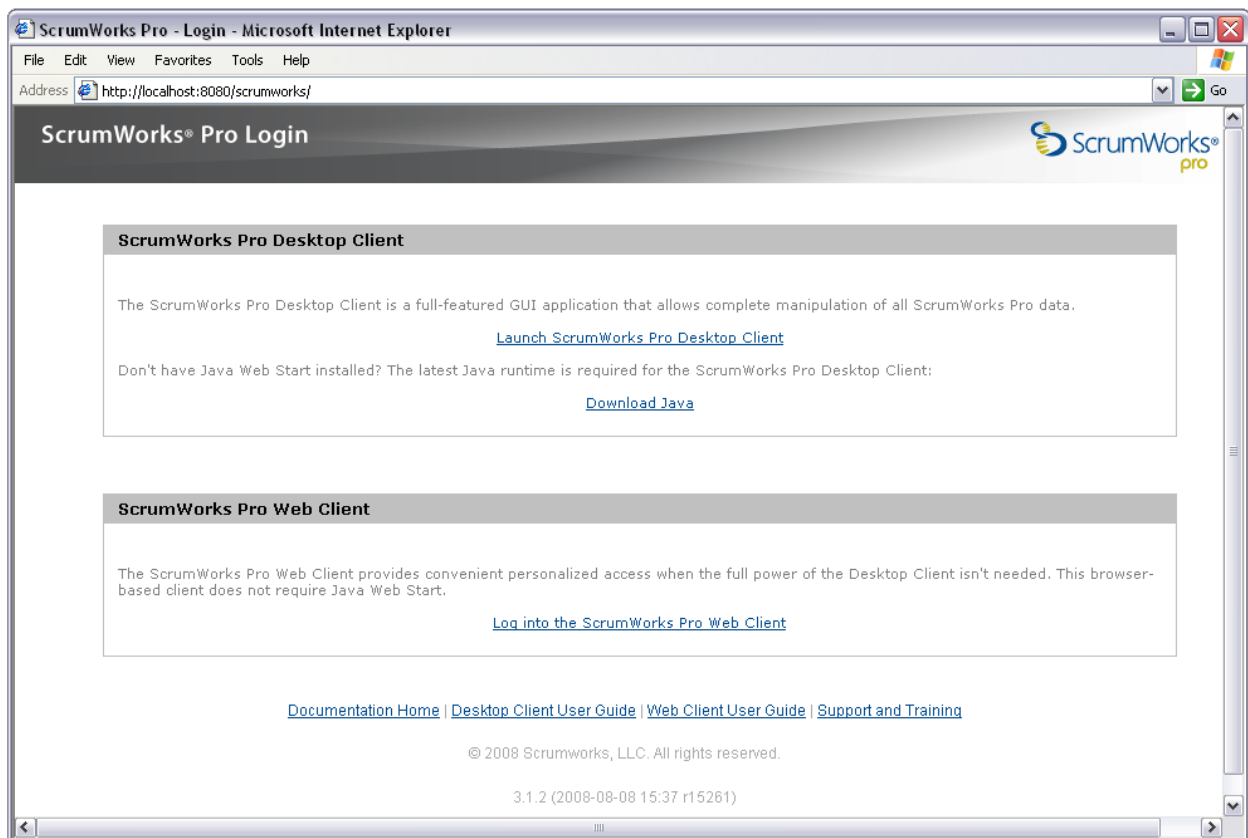 ScrumWorks Pro - Login - Microsoft Internet Explorer
File Edit View Favorites Tools Help
Address http://localhost:8080/scrumworks/ Go
ScrumWorks® Pro Login
ScrumWorks®
pro
ScrumWorks Pro Desktop Client
The ScrumWorks Pro Desktop Client is a full-featured GUI application that allows complete manipulation of all ScrumWorks Pro data.
Launch ScrumWorks Pro Desktop Client
Don't have Java Web Start installed? The latest Java runtime is required for the ScrumWorks Pro Desktop Client:
Download Java
ScrumWorks Pro Web Client
The ScrumWorks Pro Web Client provides convenient personalized access when the full power of the Desktop Client isn't needed. This browser-
based client does not require Java Web Start.
Log into the ScrumWorks Pro Web Client
Documentation Home | Desktop Client User Guide | Web Client User Guide | Support and Training
© 2008 Scrumworks, LLC. All rights reserved.
3.1.2 (2008-08-08 15:37 r15261)